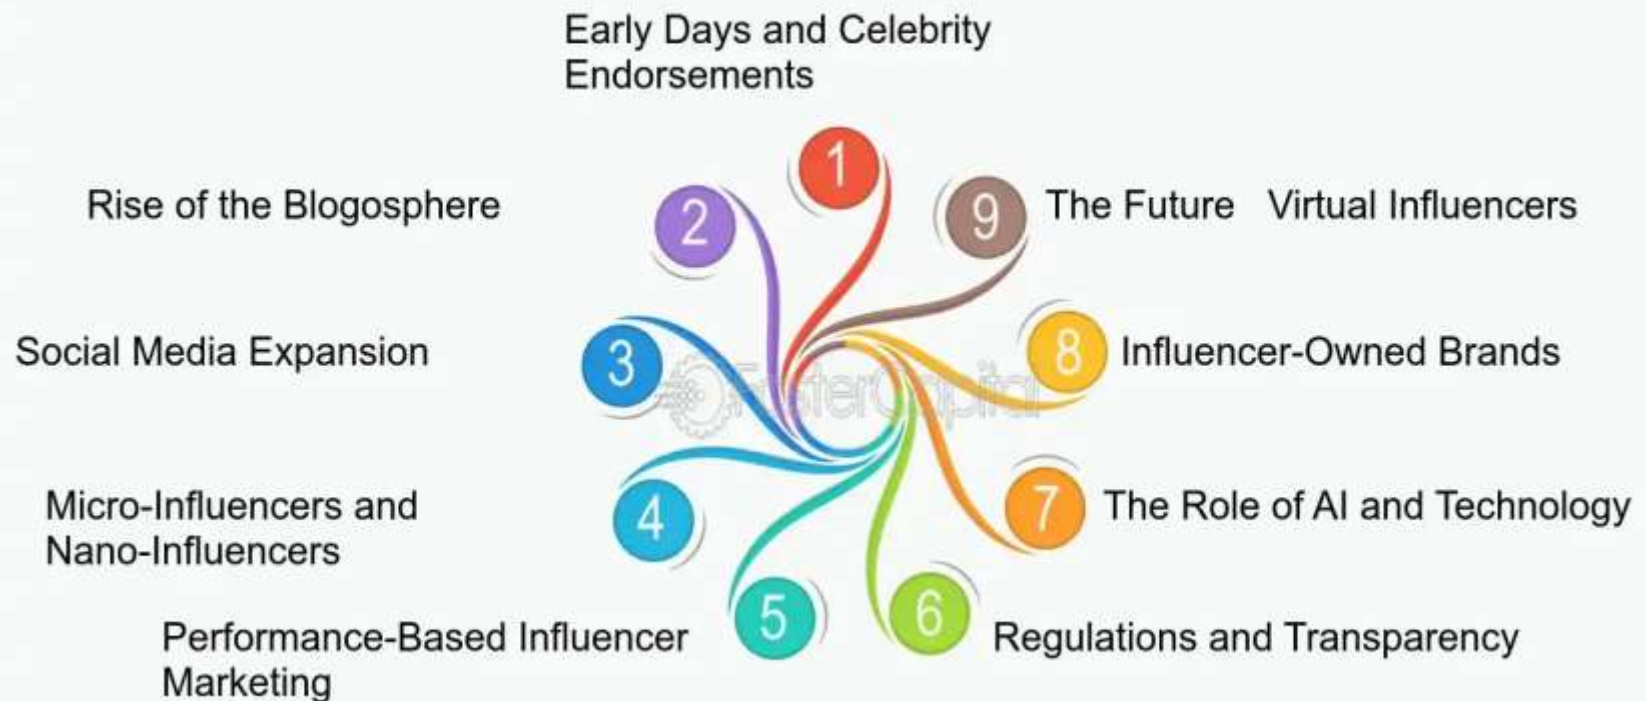 Early Days and Celebrity
Endorsements
1
2
Rise of the Blogosphere
3
Social Media Expansion
4
Micro-Influencers and
Nano-Influencers
5
Performance-Based Influencer
Marketing
6
Regulations and Transparency
7
The Role of AI and Technology
8
Influencer-Owned Brands
9
The Future Virtual Influencers
FasterCapital